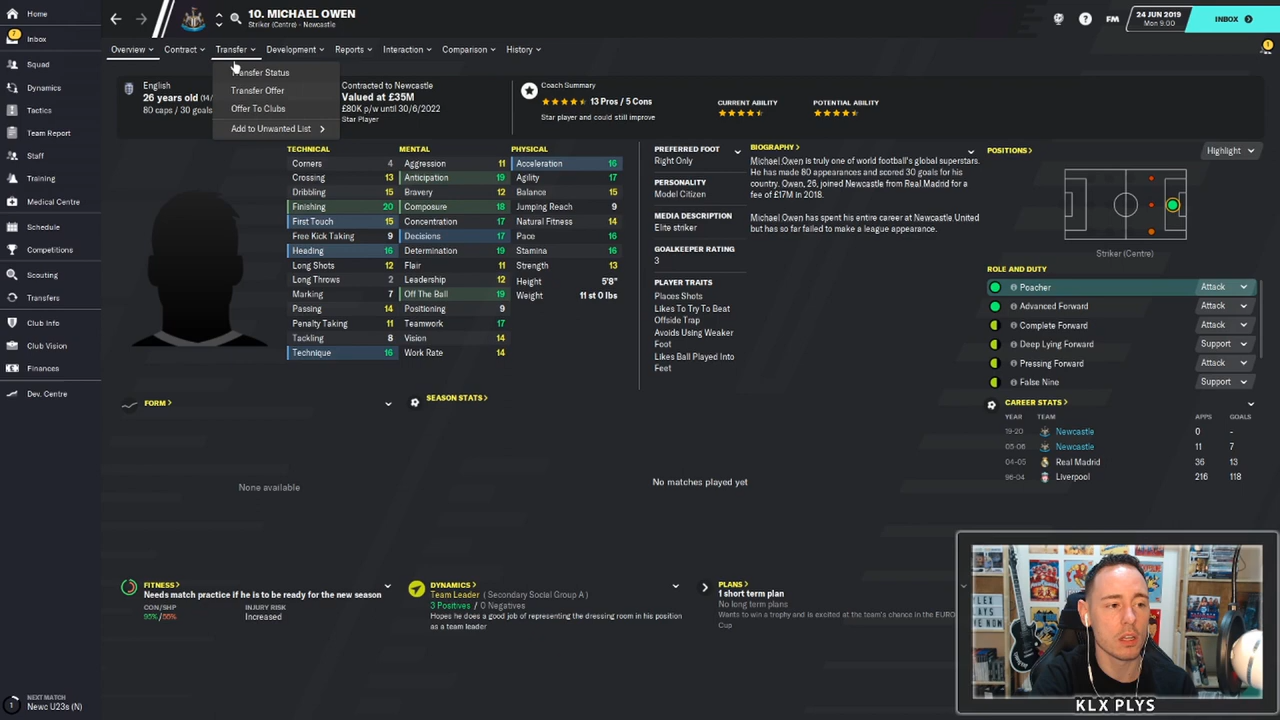 Home
7
Inbox
Squad
Dynamics
Tactics
Team Report
Staff
Training
Medical Centre
Schedule
Competitions
Scouting
Transfers
Club Info
Club Vision
Finances
Dev. Centre
1
NEXT MATCH
Newc U23s (N)
10. MICHAEL OWEN
Striker (Centre) - Newcastle
FM
24 JUN 2019
Mon 9:00
INBOX
Overview
Contract
Transfer
Development
Reports
Interaction
Comparison
History
Transfer Status
Transfer Offer
Offer To Clubs
Add to Unwanted List
English
26 years old
80 caps / 30 goals
Contracted to Newcastle
Valued at £35M
£80K p/w until 30/6/2022
Star Player
Coach Summary
13 Pros / 5 Cons
Star player and could still improve
CURRENT ABILITY
POTENTIAL ABILITY
TECHNICAL
Corners 4
Crossing 13
Dribbling 15
Finishing 20
First Touch 15
Free Kick Taking 9
Heading 16
Long Shots 12
Long Throws 2
Marking 7
Passing 14
Penalty Taking 11
Tackling 8
Technique 16
MENTAL
Aggression 11
Anticipation 19
Bravery 12
Composure 18
Concentration 17
Decisions 17
Determination 19
Flair 11
Leadership 12
Off The Ball 19
Positioning 9
Teamwork 17
Vision 14
Work Rate 14
PHYSICAL
Acceleration 16
Agility 17
Balance 15
Jumping Reach 9
Natural Fitness 14
Pace 16
Stamina 16
Strength 13
Height 5'8"
Weight 11 st 0 lbs
PREFERRED FOOT
Right Only
PERSONALITY
Model Citizen
MEDIA DESCRIPTION
Elite striker
GOALKEEPER RATING
3
PLAYER TRAITS
Places Shots
Likes To Try To Beat
Offside Trap
Avoids Using Weaker
Foot
Likes Ball Played Into
Feet
BIOGRAPHY
Michael Owen is truly one of world football's global superstars.
He has made 80 appearances and scored 30 goals for his
country. Owen, 26, joined Newcastle from Real Madrid for a
fee of £17M in 2018.
Michael Owen has spent his entire career at Newcastle United
but has so far failed to make a league appearance.
POSITIONS
Highlight
Striker (Centre)
ROLE AND DUTY
Poacher Attack
Advanced Forward Attack
Complete Forward Attack
Deep Lying Forward Support
Pressing Forward Attack
False Nine Support
CAREER STATS
YEAR TEAM APPS GOALS
19-20 Newcastle 0 -
05-06 Newcastle 11 7
04-05 Real Madrid 36 13
96-04 Liverpool 216 118
FORM
None available
SEASON STATS
No matches played yet
FITNESS
Needs match practice if he is to be ready for the new season
CON/SHP
INJURY RISK
Increased
DYNAMICS
Team Leader ( Secondary Social Group A )
3 Positives / 0 Negatives
Hopes he does a good job of representing the dressing room in his position
as a team leader
PLANS
1 short term plan
No long term plans
Wants to win a trophy and is excited at the team's chance in the EURO
Cup
KLX PLYS